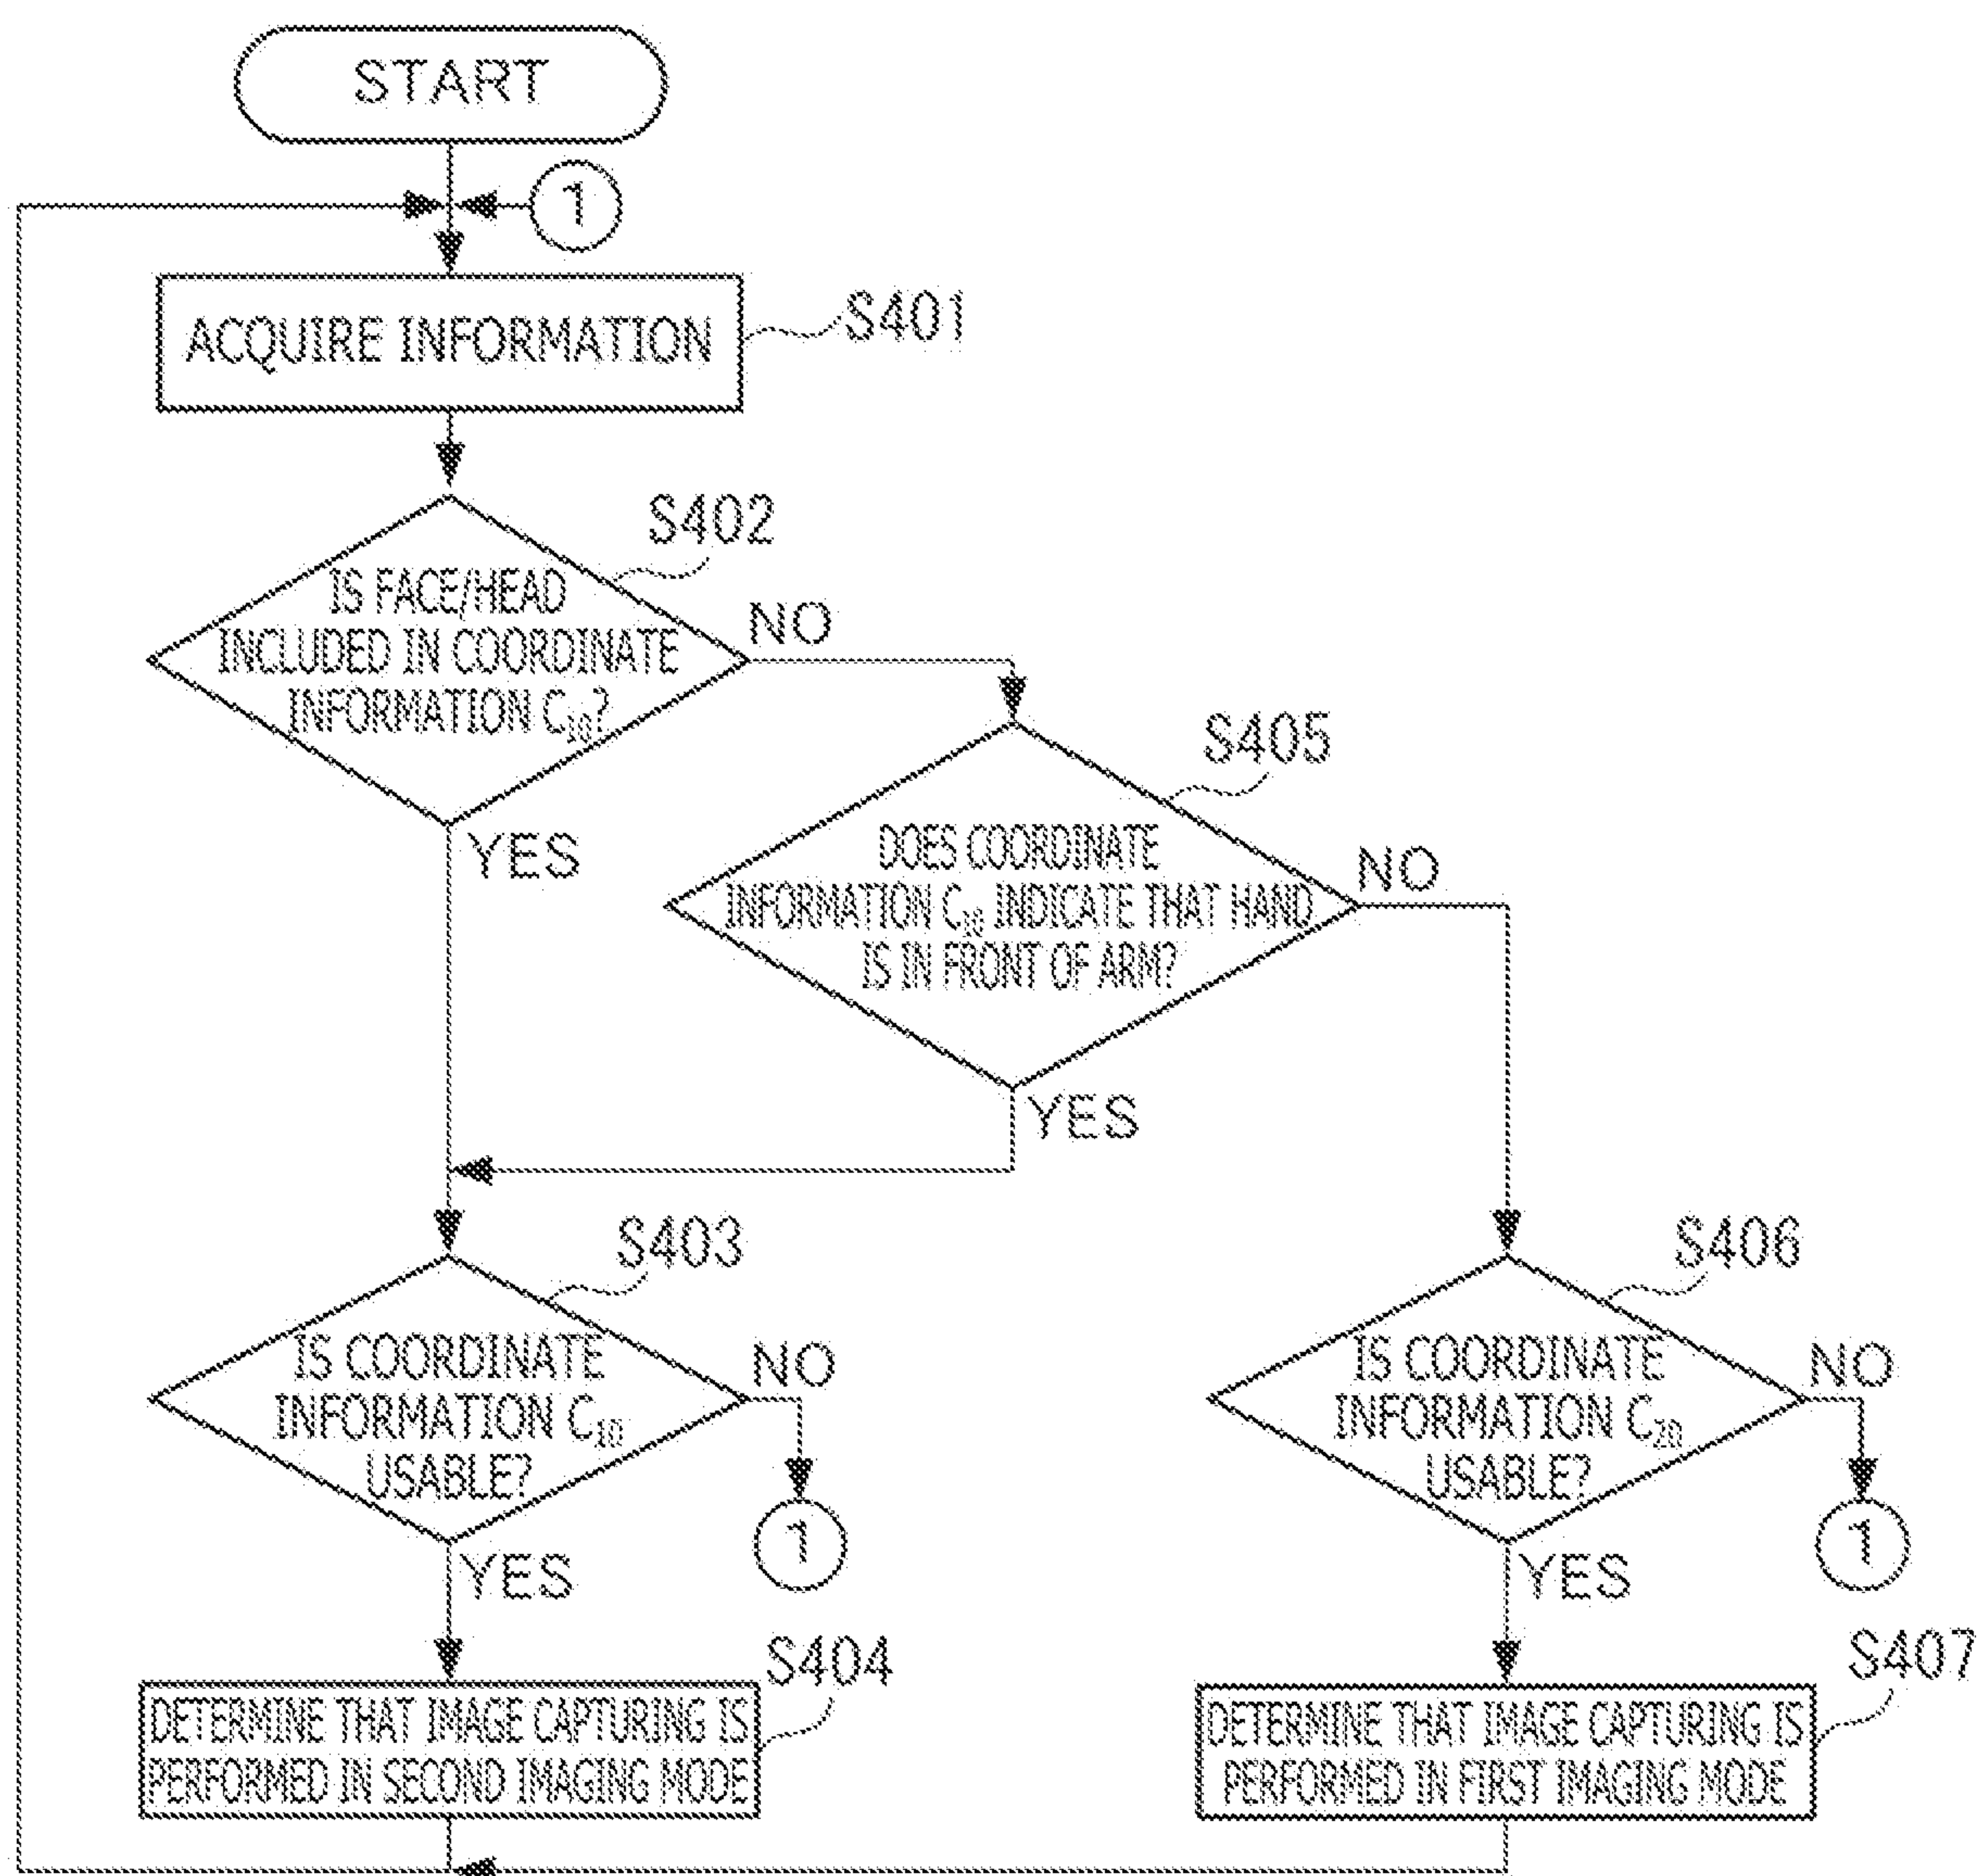 START
1
ACQUIRE INFORMATION
S401
S402
IS FACE/HEAD
INCLUDED IN COORDINATE
INFORMATION C₁₀?
NO
YES
S405
DOES COORDINATE
INFORMATION C₁₀ INDICATE THAT HAND
IS IN FRONT OF ARM?
NO
YES
S403
IS COORDINATE
INFORMATION C₁₀
USABLE?
NO
1
YES
S406
IS COORDINATE
INFORMATION C₂₀
USABLE?
NO
1
YES
S404
DETERMINE THAT IMAGE CAPTURING IS
PERFORMED IN SECOND IMAGING MODE
S407
DETERMINE THAT IMAGE CAPTURING IS
PERFORMED IN FIRST IMAGING MODE